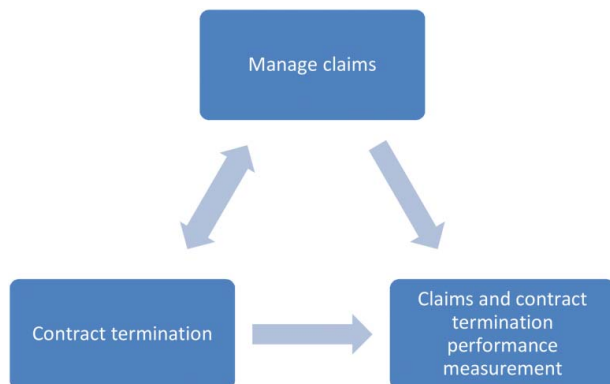 Manage claims
Contract termination
Claims and contract
termination
performance
measurement